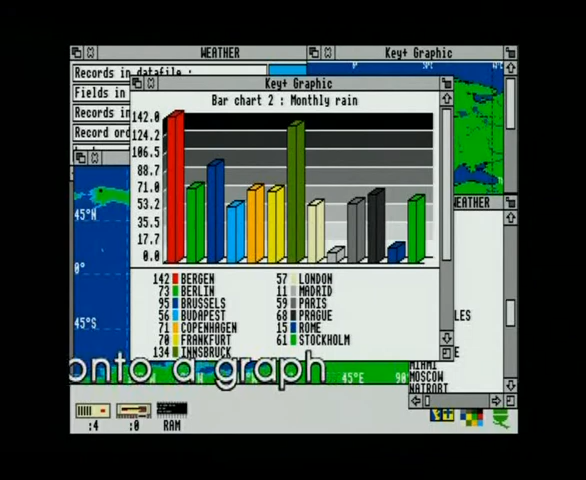 WEATHER
Key+ Graphic
Records in datafile :
Fields in
Records in
Record ord
Key+ Graphic
Bar chart 2 : Monthly rain
142.0
124.2
106.5
88.7
71.0
53.2
35.5
17.7
0.0
142 BERGEN
73 BERLIN
95 BRUSSELS
56 BUDAPEST
71 COPENHAGEN
70 FRANKFURT
134 INNSBRUCK
57 LONDON
11 MADRID
59 PARIS
68 PRAGUE
15 ROME
61 STOCKHOLM
45°N
0°
45°S
WEATHER
LES
E
MIAMI
MOSCOW
NAIROBI
45°E
90
onto a graph
:4
:0
RAM